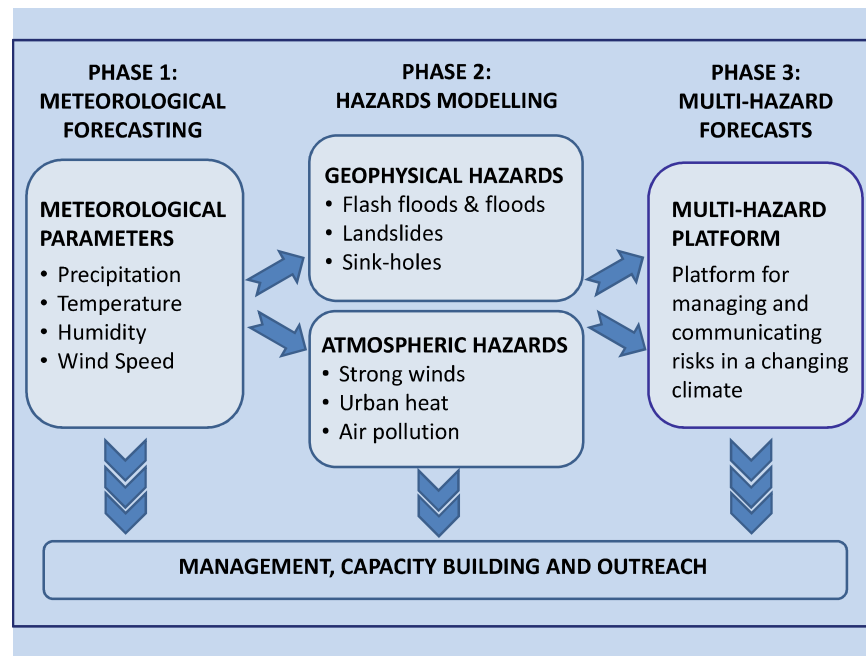 PHASE 1:
METEOROLOGICAL
FORECASTING
METEOROLOGICAL
PARAMETERS
• Precipitation
• Temperature
• Humidity
• Wind Speed
PHASE 2:
HAZARDS MODELLING
GEOPHYSICAL HAZARDS
• Flash floods & floods
• Landslides
• Sink-holes
ATMOSPHERIC HAZARDS
• Strong winds
• Urban heat
• Air pollution
PHASE 3:
MULTI-HAZARD
FORECASTS
MULTI-HAZARD
PLATFORM
Platform for
managing and
communicating
risks in a changing
climate
MANAGEMENT, CAPACITY BUILDING AND OUTREACH